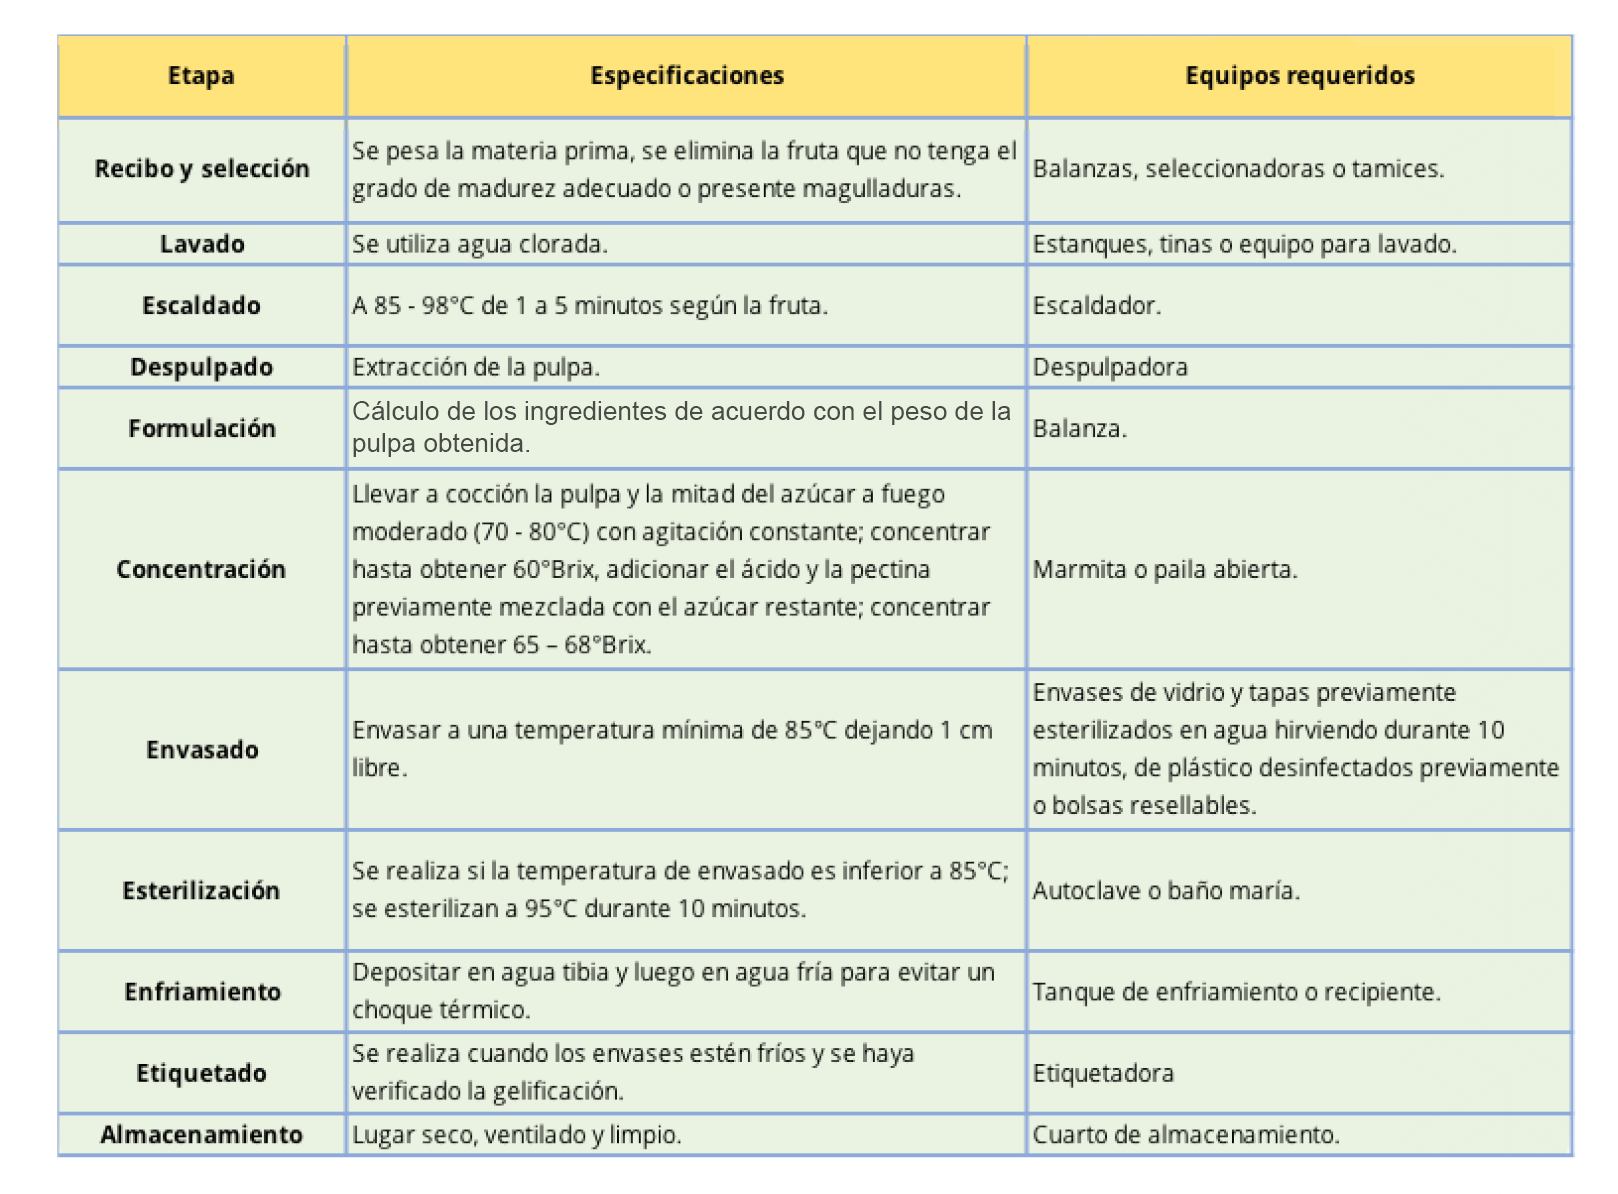 Etapa
Especificaciones
Equipos requeridos
Recibo y selección
Se pesa la materia prima, se elimina la fruta que no tenga el
grado de madurez adecuado o presente magulladuras.
Balanzas, seleccionadoras o tamices.
Lavado
Se utiliza agua clorada.
Estanques, tinas o equipo para lavado.
Escaldado
A 85 - 98°C de 1 a 5 minutos según la fruta.
Escaldador.
Despulpado
Extracción de la pulpa.
Despulpadora
Formulación
Cálculo de los ingredientes de acuerdo con el peso de la
pulpa obtenida.
Balanza.
Concentración
Llevar a cocción la pulpa y la mitad del azúcar a fuego
moderado (70 - 80°C) con agitación constante; concentrar
hasta obtener 60°Brix, adicionar el ácido y la pectina
previamente mezclada con el azúcar restante; concentrar
hasta obtener 65 – 68°Brix.
Marmita o paila abierta.
Envasado
Envasar a una temperatura mínima de 85°C dejando 1 cm
libre.
Envases de vidrio y tapas previamente
esterilizados en agua hirviendo durante 10
minutos, de plástico desinfectados previamente
o bolsas resellables.
Esterilización
Se realiza si la temperatura de envasado es inferior a 85°C;
se esterilizan a 95°C durante 10 minutos.
Autoclave o baño maría.
Enfriamiento
Depositar en agua tibia y luego en agua fría para evitar un
choque térmico.
Tanque de enfriamiento o recipiente.
Etiquetado
Se realiza cuando los envases estén fríos y se haya
verificado la gelificación.
Etiquetadora
Almacenamiento
Lugar seco, ventilado y limpio.
Cuarto de almacenamiento.